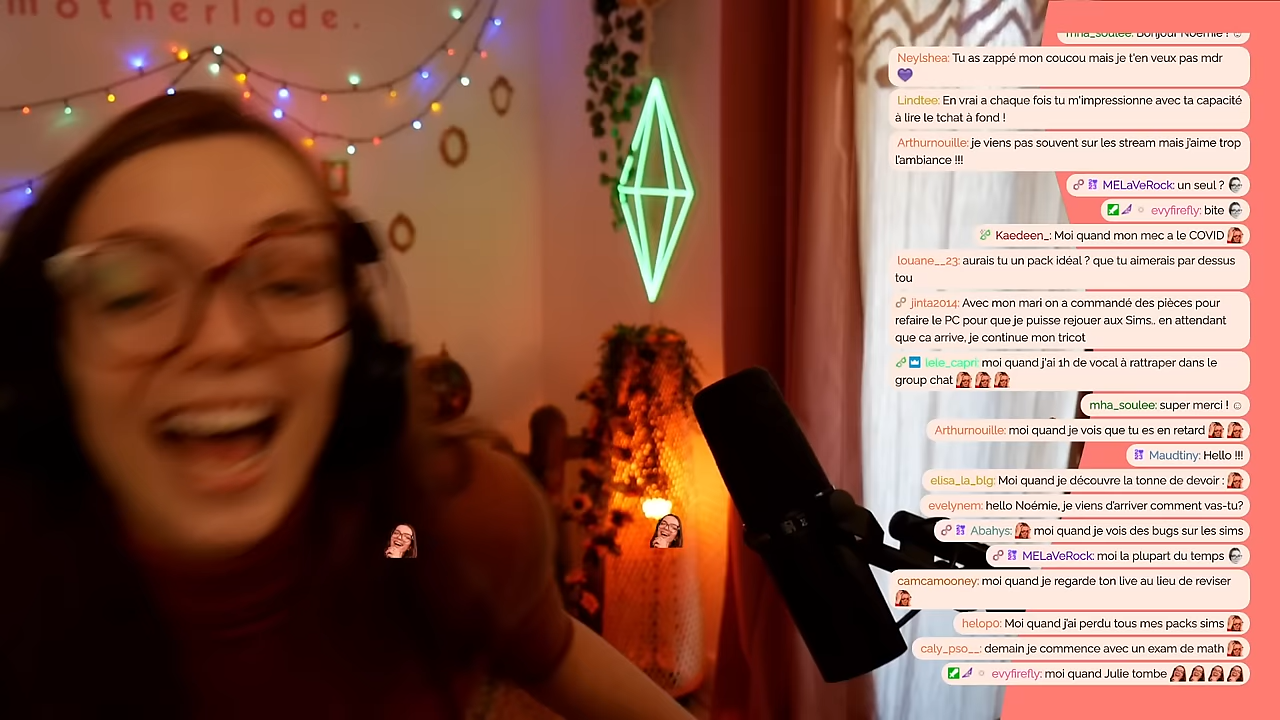 motherlode.
mha_soulee: Bonjour Noémie ! ☺
Neylshea: Tu as zappé mon coucou mais je t'en veux pas mdr
💜
Lindtee: En vrai a chaque fois tu m'impressionne avec ta capacité
à lire le tchat à fond !
Arthurnouille: je viens pas souvent sur les stream mais j'aime trop
l'ambiance !!!
MELaVeRock: un seul ?
evyfirefly: bite
Kaedeen_: Moi quand mon mec a le COVID
louane__23: aurais tu un pack idéal ? que tu aimerais par dessus
tou
jinta2014: Avec mon mari on a commandé des pièces pour
refaire le PC pour que je puisse rejouer aux Sims.. en attendant
que ca arrive, je continue mon tricot
lele_capri: moi quand j'ai 1h de vocal à rattraper dans le
group chat
mha_soulee: super merci ! ☺
Arthurnouille: moi quand je vois que tu es en retard
Maudtiny: Hello !!!
elisa_la_blg: Moi quand je découvre la tonne de devoir :
evelynem: hello Noémie, je viens d'arriver comment vas-tu?
Abahys: moi quand je vois des bugs sur les sims
MELaVeRock: moi la plupart du temps
camcamooney: moi quand je regarde ton live au lieu de reviser
helop0: Moi quand j'ai perdu tous mes packs sims
caly_pso__: demain je commence avec un exam de math
evyfirefly: moi quand Julie tombe